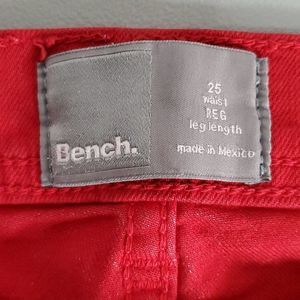 Bench.
25
waist
REG
leg length
made in Mexico